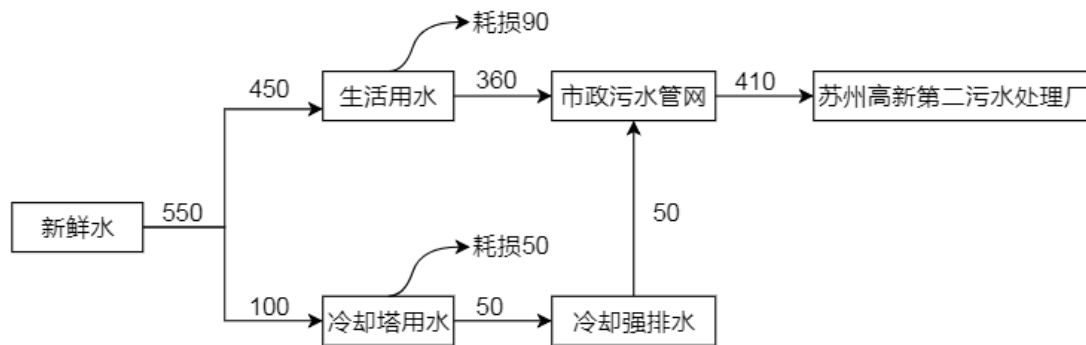 耗损90
450
生活用水
360
市政污水管网
410
苏州高新第二污水处理厂
新鲜水
550
50
耗损50
100
冷却塔用水
50
冷却强排水